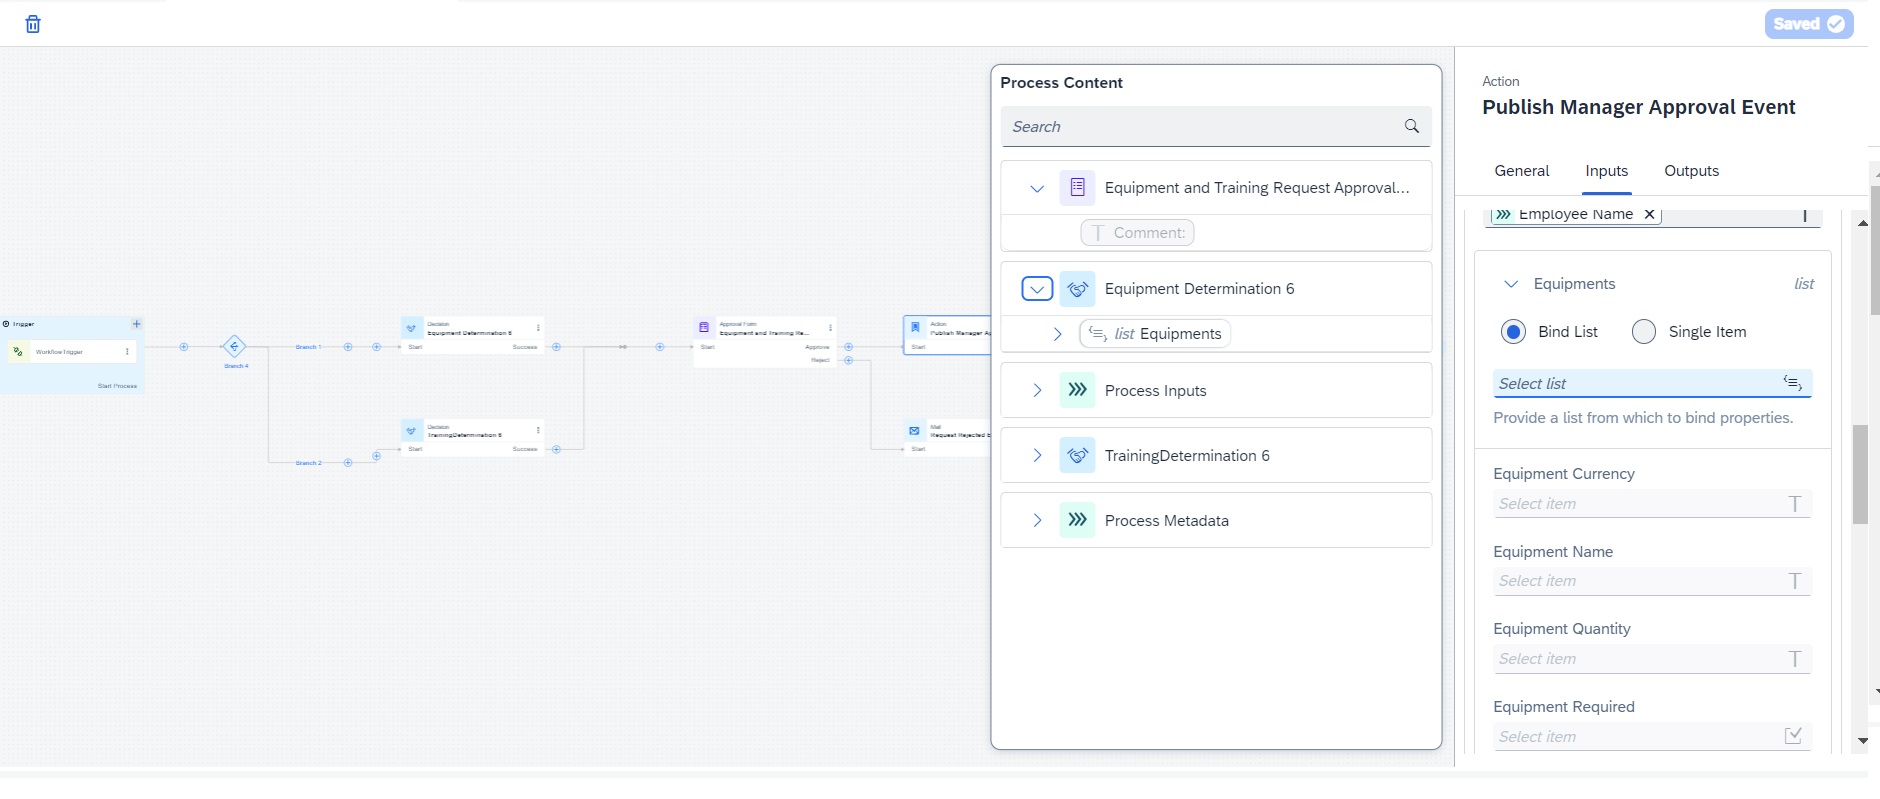 Saved
Process Content
Search
Equipment and Training Request Approval...
Comment:
Equipment Determination 6
list Equipments
Process Inputs
TrainingDetermination 6
Process Metadata
Action
Publish Manager Approval Event
General Inputs Outputs
Employee Name
Equipments list
Bind List Single Item
Select list
Provide a list from which to bind properties.
Equipment Currency
Select item
Equipment Name
Select item
Equipment Quantity
Select item
Equipment Required
Select item
Trigger
WorkflowTrigger
Start Process
Branch 4
Branch 1
Branch 2
Decision
Equipment Determination 6
Start Success
Decision
TrainingDetermination 6
Start Success
Approval Form
Equipment and Training Re...
Start Approve
Reject
Action
Publish Manager Ap
Start
Mail
Request Rejected b
Start